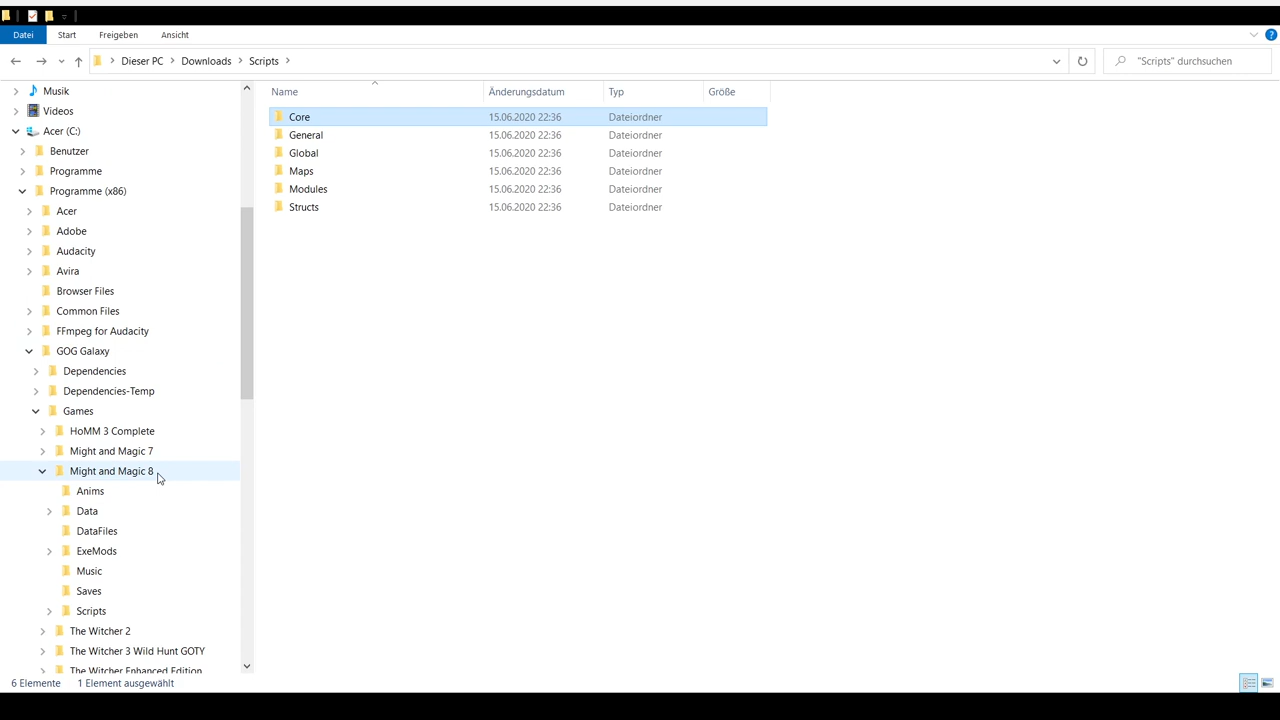 Datei Start Freigeben Ansicht
Dieser PC Downloads Scripts "Scripts" durchsuchen
Musik
Videos
Acer (C:)
Benutzer
Programme
Programme (x86)
Acer
Adobe
Audacity
Avira
Browser Files
Common Files
FFmpeg for Audacity
GOG Galaxy
Dependencies
Dependencies-Temp
Games
HoMM 3 Complete
Might and Magic 7
Might and Magic 8
Anims
Data
DataFiles
ExeMods
Music
Saves
Scripts
The Witcher 2
The Witcher 3 Wild Hunt GOTY
The Witcher Enhanced Edition
Name Änderungsdatum Typ Größe
Core 15.06.2020 22:36 Dateiordner
General 15.06.2020 22:36 Dateiordner
Global 15.06.2020 22:36 Dateiordner
Maps 15.06.2020 22:36 Dateiordner
Modules 15.06.2020 22:36 Dateiordner
Structs 15.06.2020 22:36 Dateiordner
6 Elemente 1 Element ausgewählt